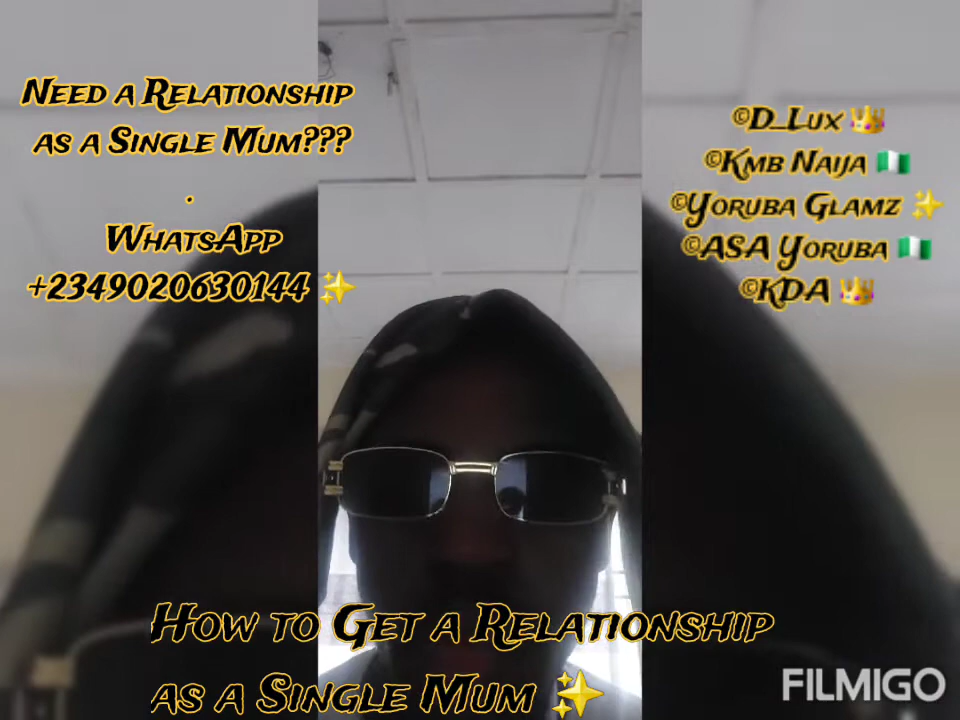 Need a Relationship
as a Single Mum???
.
WhatsApp
+2349020630144 ✨
©D_Lux 👑
©Kmb Naija 🇳🇬
©Yoruba Glamz ✨
©ASA Yoruba 🇳🇬
©KDA 👑
How to Get a Relationship
as a Single Mum ✨
FILMIGO